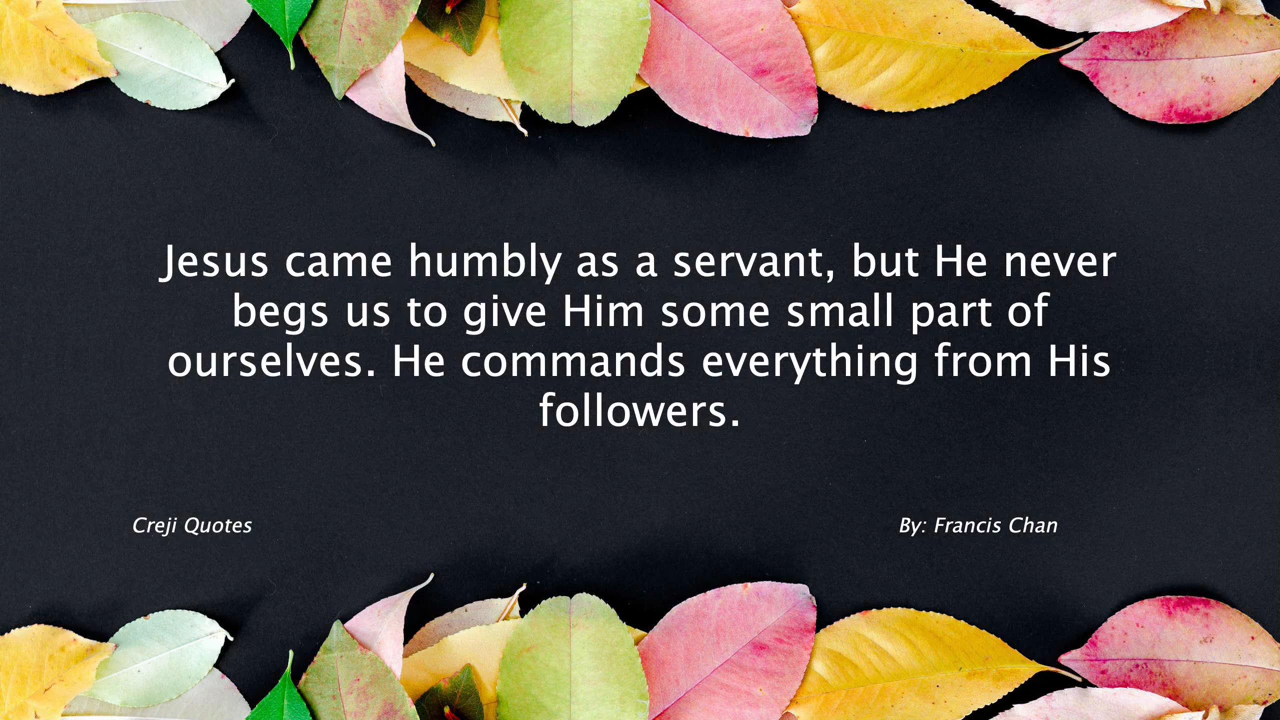 Jesus came humbly as a servant, but He never
begs us to give Him some small part of
ourselves. He commands everything from His
followers.
Creji Quotes
By: Francis Chan